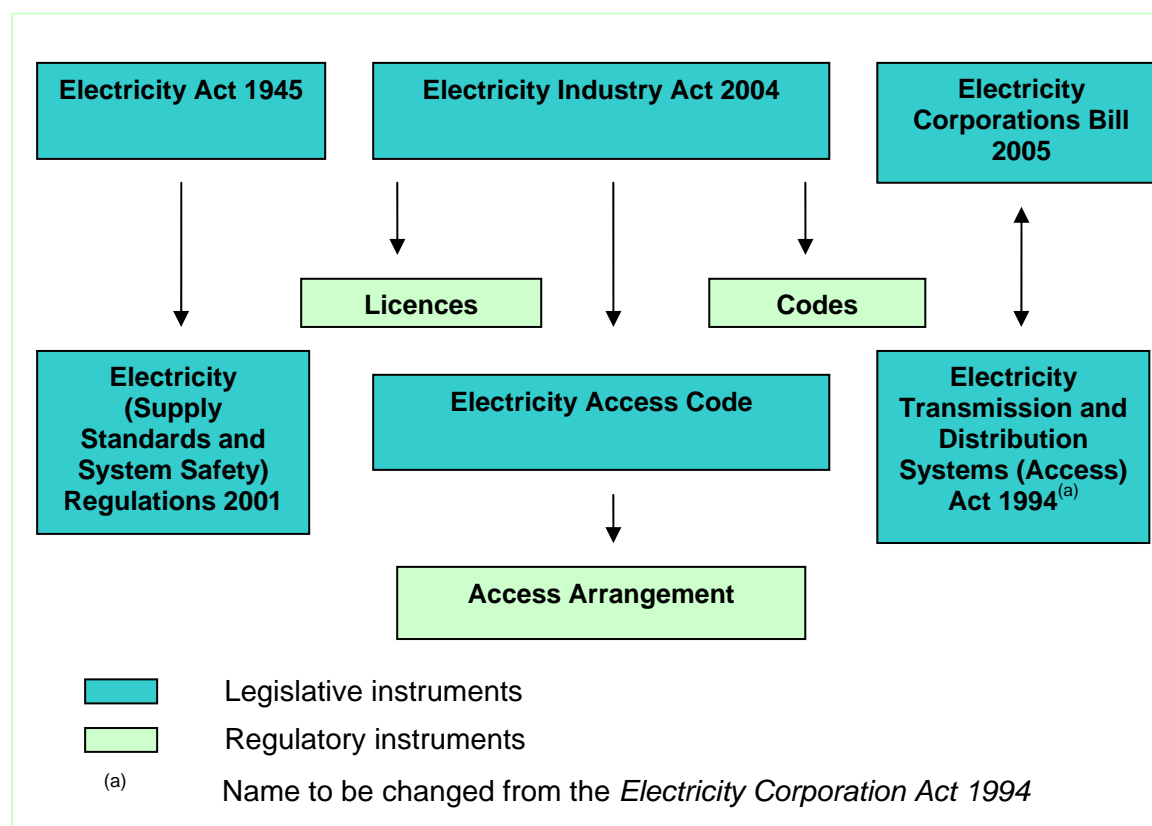 Electricity Act 1945
Electricity Industry Act 2004
Electricity
Corporations Bill
2005
Licences
Codes
Electricity
(Supply
Standards and
System Safety)
Regulations 2001
Electricity Access Code
Electricity
Transmission and
Distribution
Systems (Access)
Act 1994(a)
Access Arrangement
Legislative instruments
Regulatory instruments
(a) Name to be changed from the Electricity Corporation Act 1994